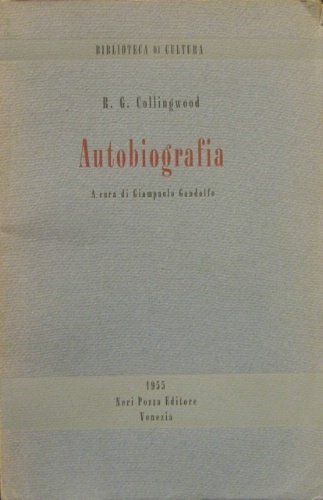 BIBLIOTECA DI CULTURA
R. G. Collingwood
Autobiografia
A cura di Giampaolo Gandolfo
1955
Neri Pozza Editore
Venezia